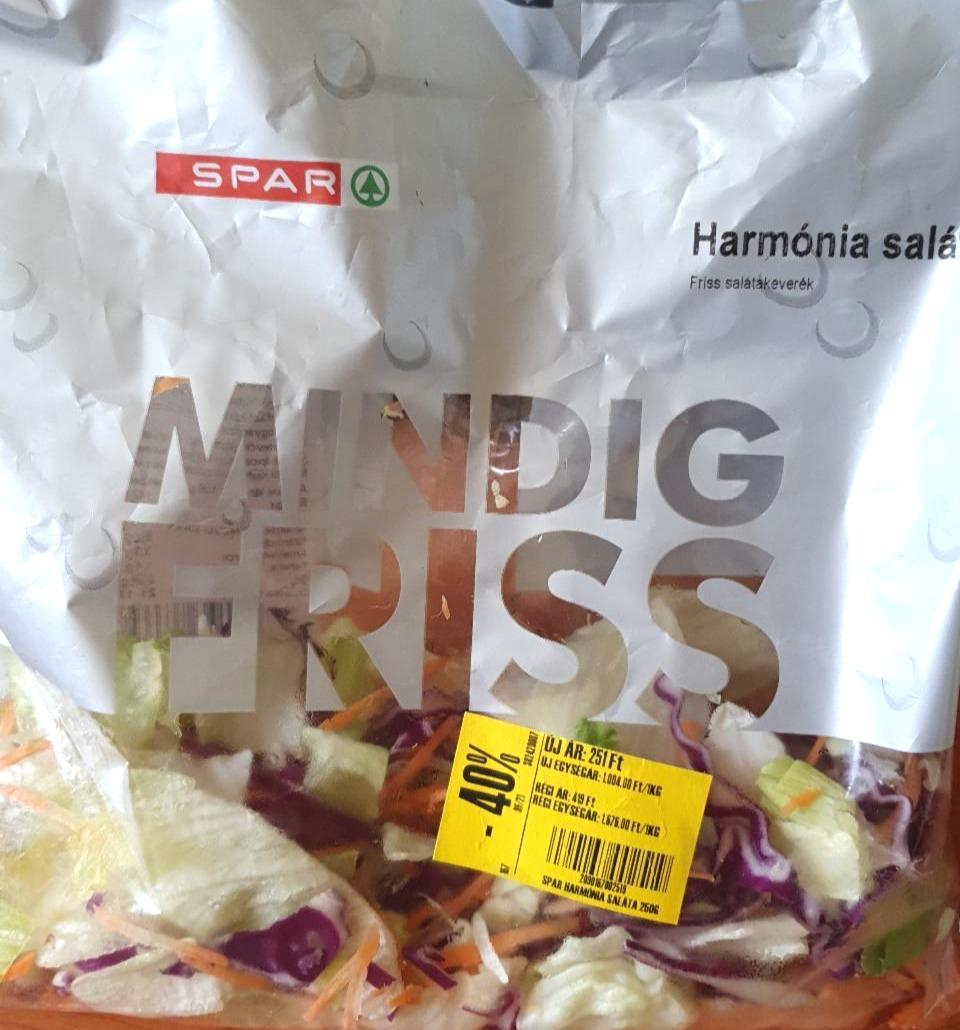 SPAR
Harmónia salá
Friss salátakeverék
MINDIG
FRISS
-40%
ÚJ ÁR: 251 Ft
ÚJ EGYSÉGÁR: 1.004,00 Ft/1KG
RÉGI ÁR: 419 Ft
RÉGI EGYSÉGÁR: 1.676,00 Ft/1KG
SPAR HARMÓNIA SALÁTA 250G